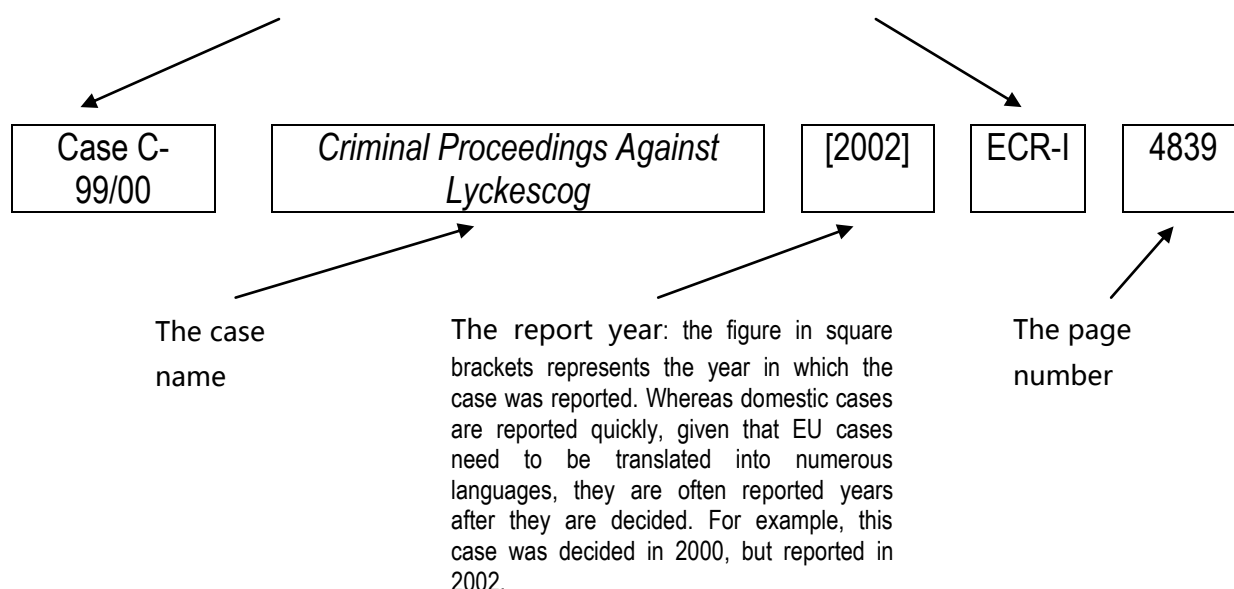 Case C-
99/00
Criminal Proceedings Against
Lyckescog
[2002]
ECR-I
4839
The case
name
The report year: the figure in square
brackets represents the year in which the
case was reported. Whereas domestic cases
are reported quickly, given that EU cases
need to be translated into numerous
languages, they are often reported years
after they are decided. For example, this
case was decided in 2000, but reported in
2002.
The page
number